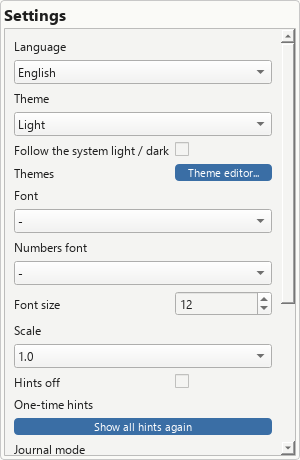 Settings
Language
English
Theme
Light
Follow the system light / dark
Themes
Theme editor...
Font
-
Numbers font
-
Font size
12
Scale
1.0
Hints off
One-time hints
Show all hints again
Journal mode